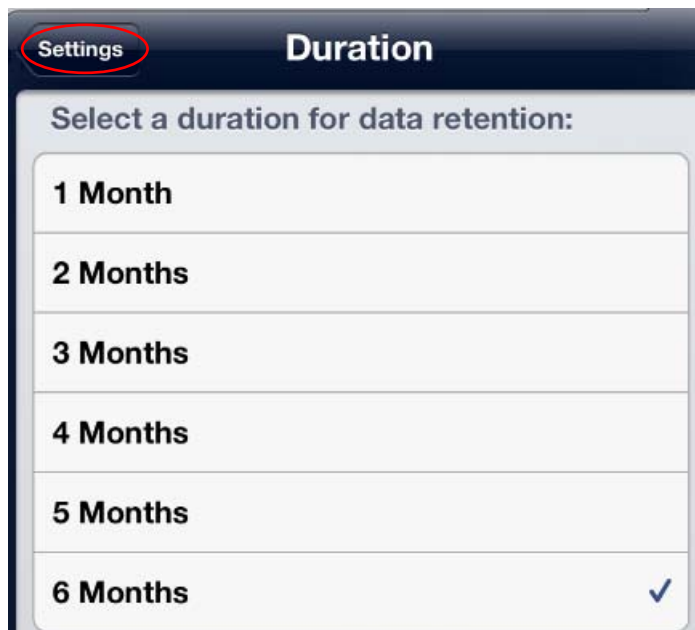 Settings
Duration
Select a duration for data retention:
1 Month
2 Months
3 Months
4 Months
5 Months
6 Months